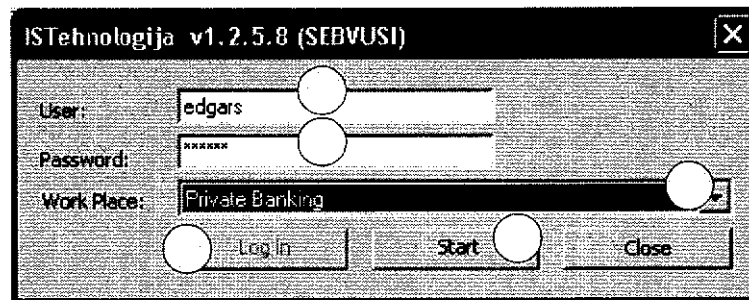 ISTehnologija v1.2.5.8 (SEBVUSI)
User: edgars
Password: ******
Work Place: Private Banking
Log In Start Close